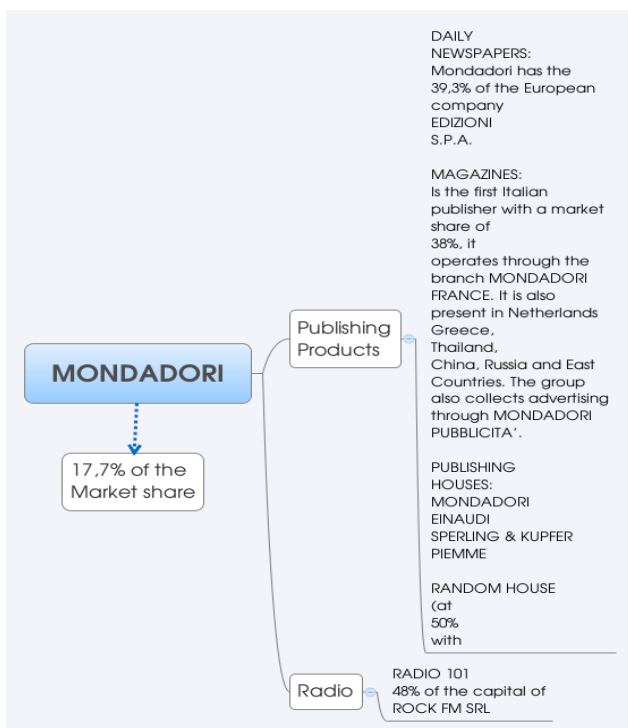 MONDADORI
17,7% of the
Market share
Publishing
Products
DAILY
NEWSPAPERS:
Mondadori has the
39,3% of the European
company
EDIZIONI
S.P.A.
MAGAZINES:
Is the first Italian
publisher with a market
share of
38%, it
operates through the
branch MONDADORI
FRANCE. It is also
present in Netherlands
Greece,
Thailand,
China, Russia and East
Countries. The group
also collects advertising
through MONDADORI
PUBBLICITA’.
PUBLISHING
HOUSES:
MONDADORI
EINAUDI
SPERLING & KUPFER
PIEMME
RANDOM HOUSE
(at
50%
with
Radio
RADIO 101
48% of the capital of
ROCK FM SRL